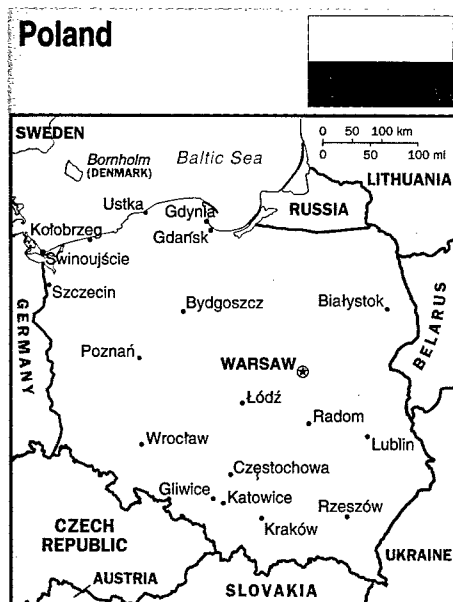 Poland
0 50 100 km
0 50 100 mi
SWEDEN
Bornholm
(DENMARK)
Baltic Sea
LITHUANIA
RUSSIA
Ustka
Gdynia
Gdańsk
Kołobrzeg
Świnoujście
Szczecin
Bydgoszcz
Białystok
BELARUS
GERMANY
Poznań
WARSAW
Łódź
Radom
Lublin
Wrocław
Częstochowa
Gliwice
Katowice
Kraków
Rzeszów
CZECH
REPUBLIC
UKRAINE
AUSTRIA
SLOVAKIA